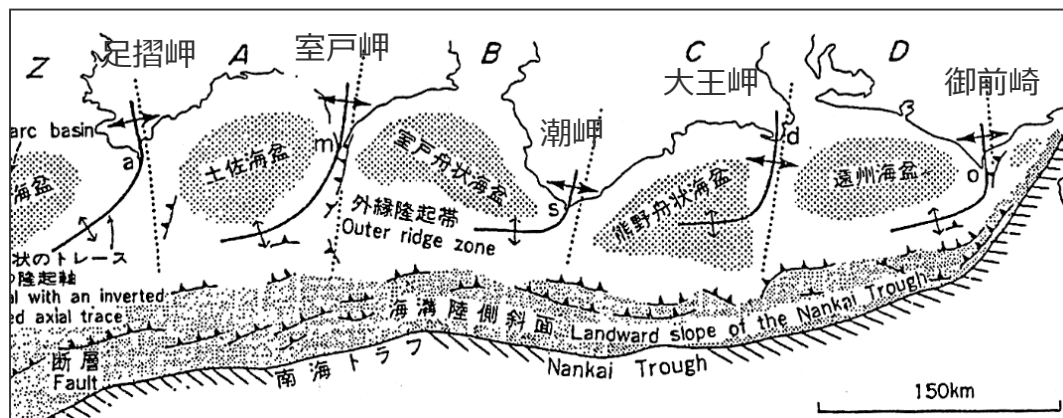 Z
足摺岬
A
室戸岬
B
C
大王岬
D
御前崎
潮岬
arc basin
a
m
d
s
o
海盆
土佐海盆
室戸舟状海盆
熊野舟状海盆
遠州海盆
外縁隆起帯
Outer ridge zone
状のトレース
の隆起軸
al with an inverted
ed axial trace
海溝陸側斜面 Landward slope of the Nankai Trough
断層
Fault
南海トラフ
Nankai Trough
150km